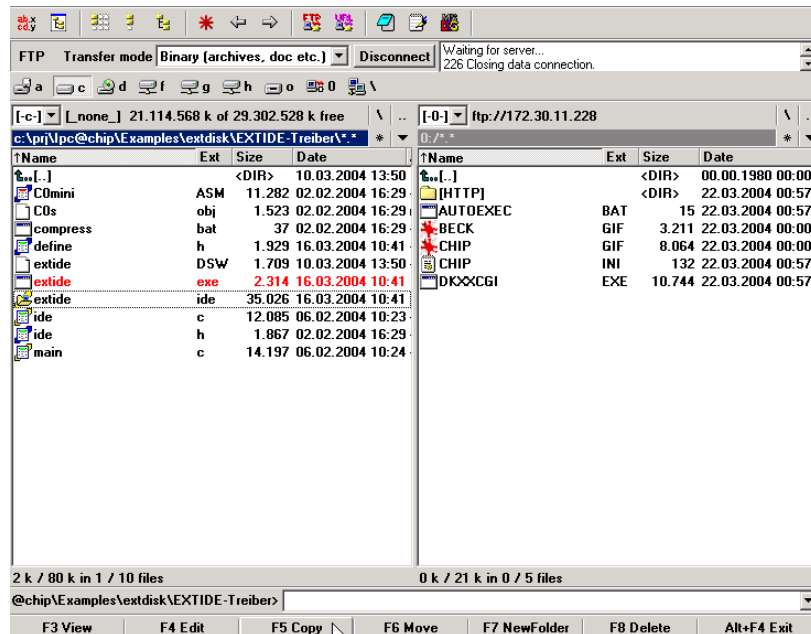 FTP Transfer mode Binary (archives, doc etc.) Disconnect
Waiting for server...
226 Closing data connection.
a c d f g h o 0 \
[-c-] [_none_] 21.114.568 k of 29.302.528 k free \ ..
c:\prj\Ipc@chip\Examples\extdisk\EXTIDE-Treiber\*.* *
↑Name Ext Size Date
[..] <DIR> 10.03.2004 13:50
C0mini ASM 11.282 02.02.2004 16:29
C0s obj 1.523 02.02.2004 16:29
compress bat 37 02.02.2004 16:29
define h 1.929 16.03.2004 10:41
extide DSW 1.709 10.03.2004 13:50
extide exe 2.314 16.03.2004 10:41
extide ide 35.026 16.03.2004 10:41
ide c 12.085 06.02.2004 10:23
ide h 1.867 02.02.2004 16:29
main c 14.197 06.02.2004 10:24
2 k / 80 k in 1 / 10 files
[-0-] ftp://172.30.11.228 \
0:/*.* *
↑Name Ext Size Date
[..] <DIR> 00.00.1980 00:00
[HTTP] <DIR> 22.03.2004 00:57
AUTOEXEC BAT 15 22.03.2004 00:57
BECK GIF 3.211 22.03.2004 00:00
CHIP GIF 8.064 22.03.2004 00:00
CHIP INI 132 22.03.2004 00:57
DKXXCGI EXE 10.744 22.03.2004 00:57
0 k / 21 k in 0 / 5 files
@chip\Examples\extdisk\EXTIDE-Treiber>
F3 View F4 Edit F5 Copy F6 Move F7 NewFolder F8 Delete Alt+F4 Exit